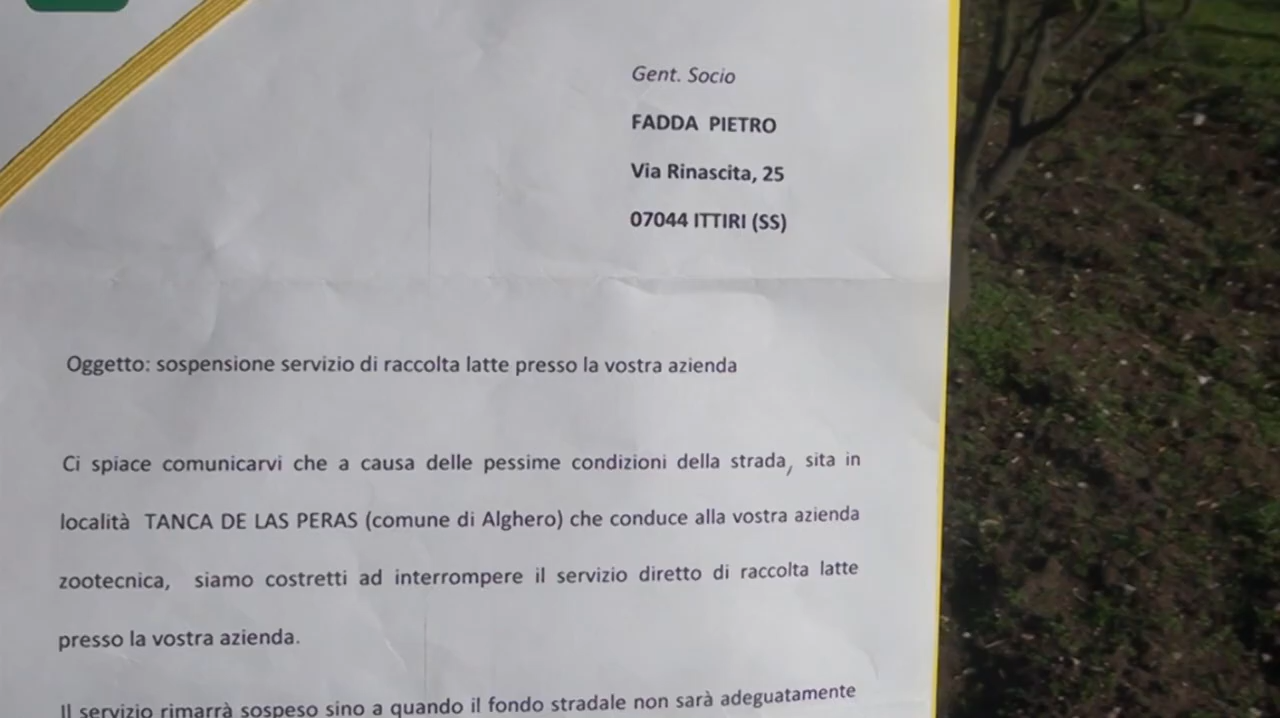 Gent. Socio
FADDA PIETRO
Via Rinascita, 25
07044 ITTIRI (SS)
Oggetto: sospensione servizio di raccolta latte presso la vostra azienda
Ci spiace comunicarvi che a causa delle pessime condizioni della strada, sita in
località TANCA DE LAS PERAS (comune di Alghero) che conduce alla vostra azienda
zootecnica, siamo costretti ad interrompere il servizio diretto di raccolta latte
presso la vostra azienda.
Il servizio rimarrà sospeso sino a quando il fondo stradale non sarà adeguatamente